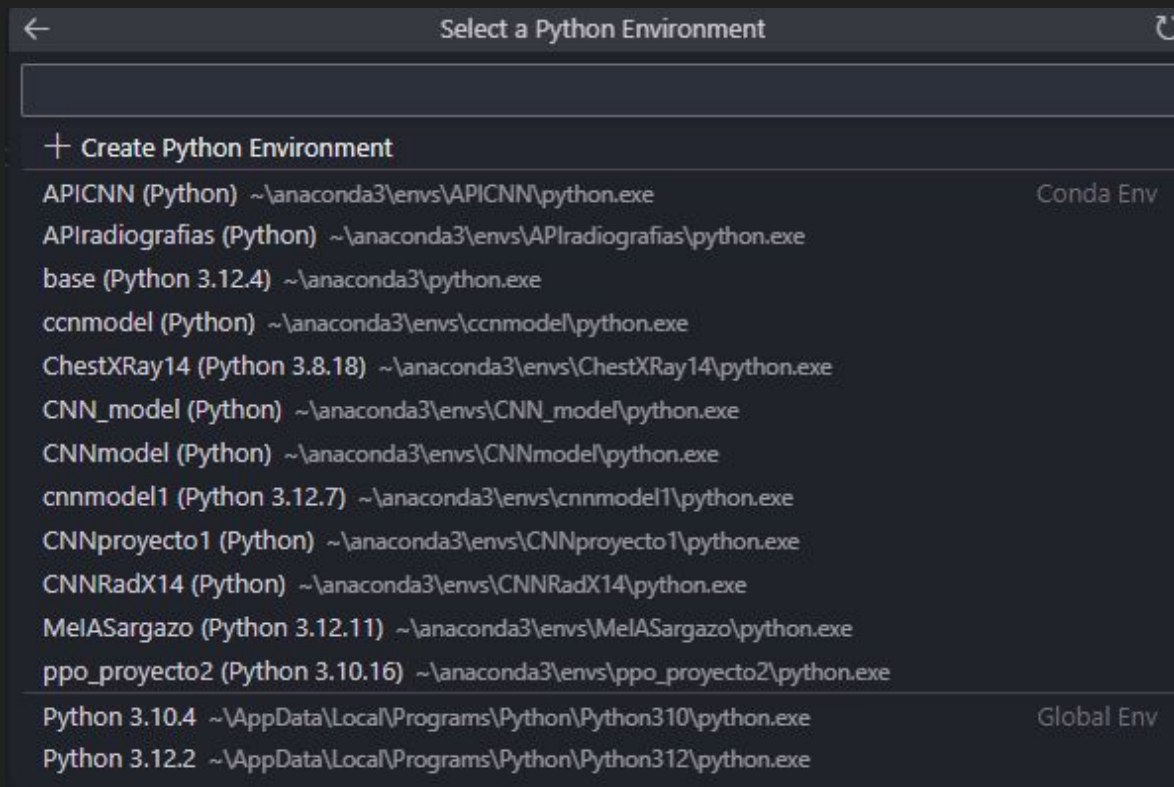 Select a Python Environment
+ Create Python Environment
APICNN (Python) ~\anaconda3\envs\APICNN\python.exe Conda Env
APIradiografias (Python) ~\anaconda3\envs\APIradiografias\python.exe
base (Python 3.12.4) ~\anaconda3\python.exe
ccnmodel (Python) ~\anaconda3\envs\ccnmodel\python.exe
ChestXRay14 (Python 3.8.18) ~\anaconda3\envs\ChestXRay14\python.exe
CNN_model (Python) ~\anaconda3\envs\CNN_model\python.exe
CNNmodel (Python) ~\anaconda3\envs\CNNmodel\python.exe
cnnmodel1 (Python 3.12.7) ~\anaconda3\envs\cnnmodel1\python.exe
CNNproyecto1 (Python) ~\anaconda3\envs\CNNproyecto1\python.exe
CNNRadX14 (Python) ~\anaconda3\envs\CNNRadX14\python.exe
MeIASargazo (Python 3.12.11) ~\anaconda3\envs\MeIASargazo\python.exe
ppo_proyecto2 (Python 3.10.16) ~\anaconda3\envs\ppo_proyecto2\python.exe
Python 3.10.4 ~\AppData\Local\Programs\Python\Python310\python.exe Global Env
Python 3.12.2 ~\AppData\Local\Programs\Python\Python312\python.exe